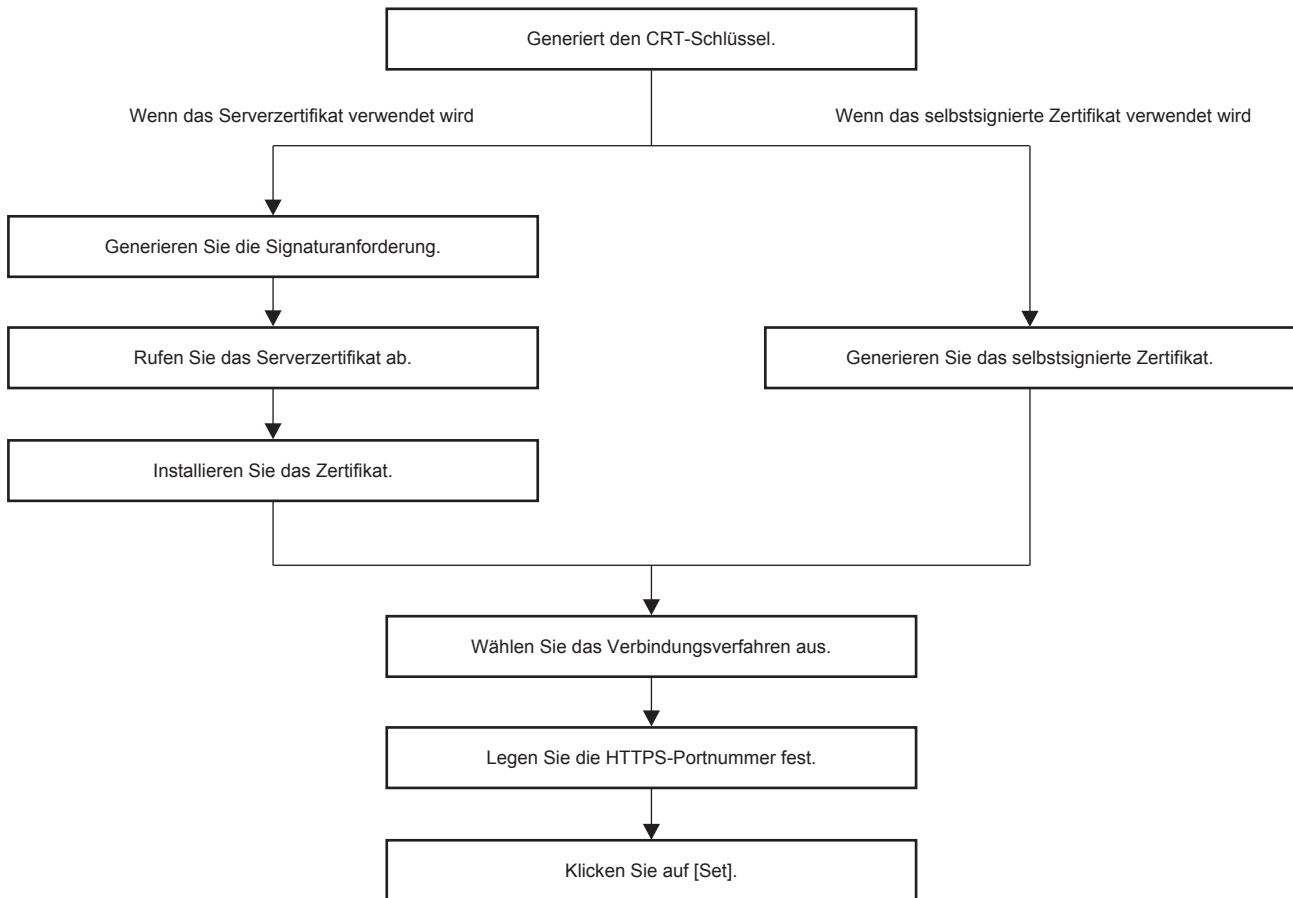 Generiert den CRT-Schlüssel.
Wenn das Serverzertifikat verwendet wird
Wenn das selbstsignierte Zertifikat verwendet wird
Generieren Sie die Signaturanforderung.
Rufen Sie das Serverzertifikat ab.
Generieren Sie das selbstsignierte Zertifikat.
Installieren Sie das Zertifikat.
Wählen Sie das Verbindungsverfahren aus.
Legen Sie die HTTPS-Portnummer fest.
Klicken Sie auf [Set].